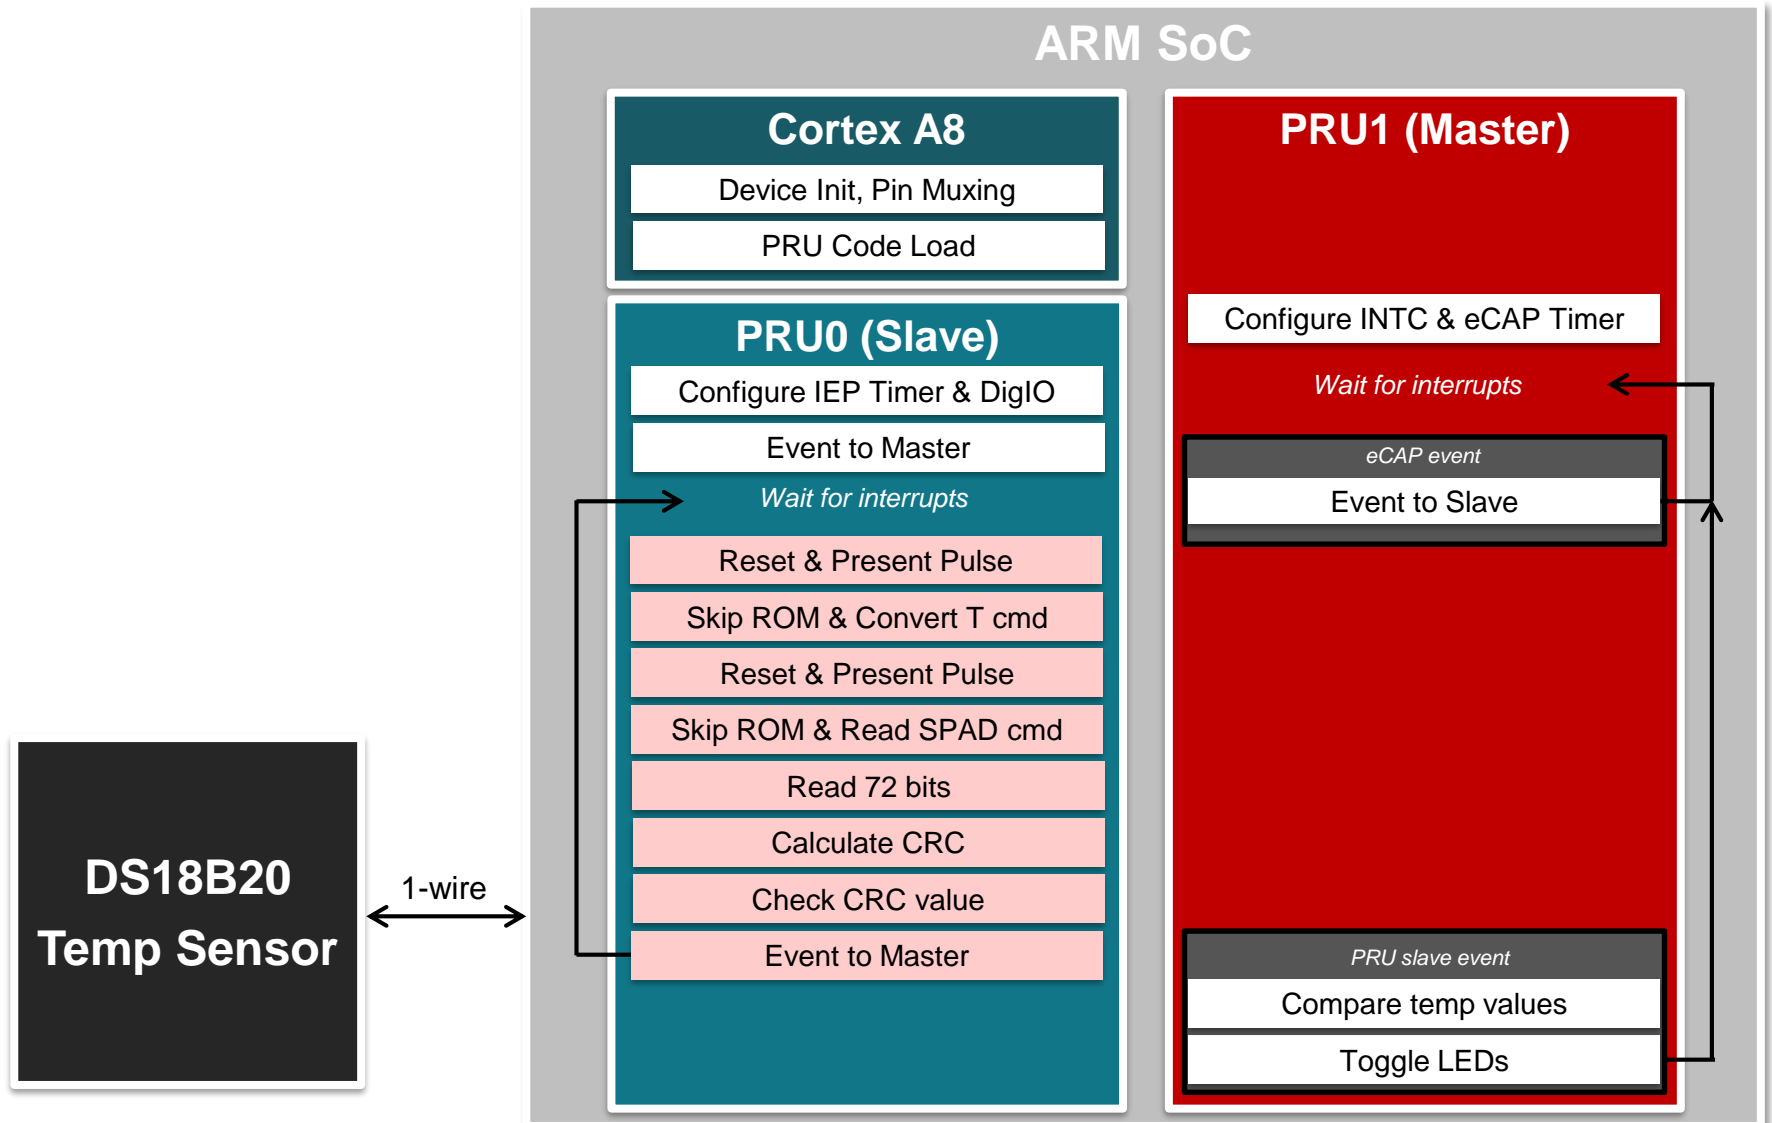 ARM SoC
Cortex A8
Device Init, Pin Muxing
PRU Code Load
PRU0 (Slave)
Configure IEP Timer & DigIO
Event to Master
Wait for interrupts
Reset & Present Pulse
Skip ROM & Convert T cmd
Reset & Present Pulse
Skip ROM & Read SPAD cmd
Read 72 bits
Calculate CRC
Check CRC value
Event to Master
PRU1 (Master)
Configure INTC & eCAP Timer
Wait for interrupts
eCAP event
Event to Slave
PRU slave event
Compare temp values
Toggle LEDs
DS18B20
Temp Sensor
1-wire